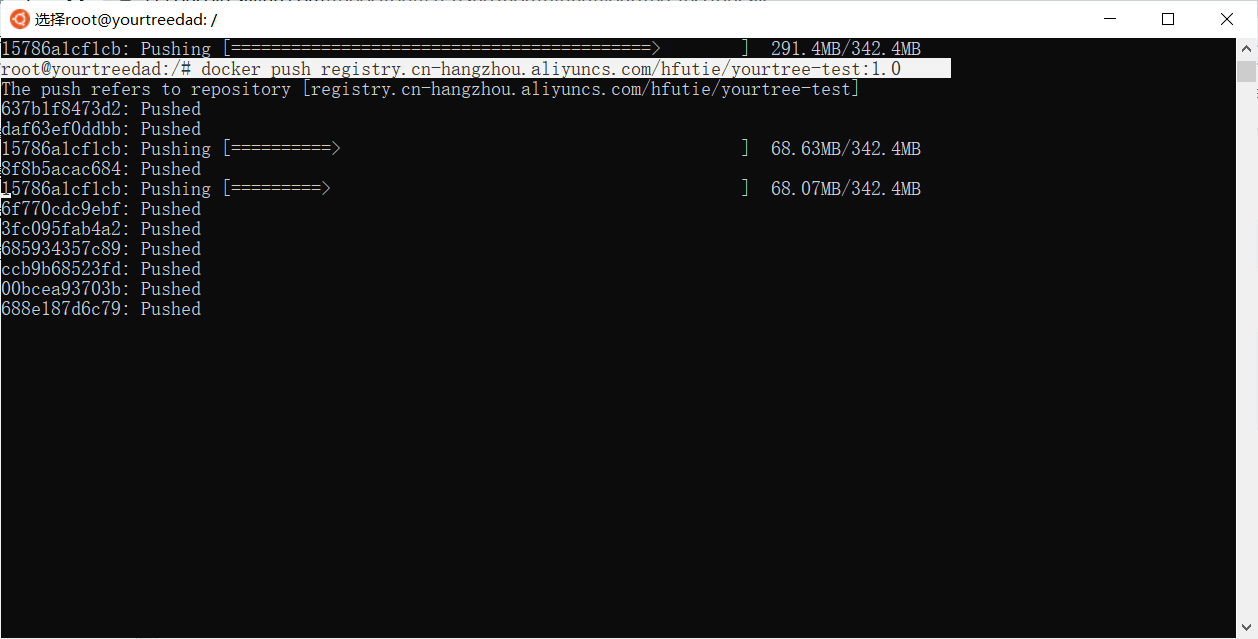 选择root@yourtreedad: /
15786a1cf1cb: Pushing [==========================================>        ]  291.4MB/342.4MB
root@yourtreedad:/# docker push registry.cn-hangzhou.aliyuncs.com/hfutie/yourtree-test:1.0
The push refers to repository [registry.cn-hangzhou.aliyuncs.com/hfutie/yourtree-test]
637b1f8473d2: Pushed
daf63ef0ddbb: Pushed
15786a1cf1cb: Pushing [==========>                                        ]  68.63MB/342.4MB
8f8b5acac684: Pushed
15786a1cf1cb: Pushing [=========>                                         ]  68.07MB/342.4MB
6f770cdc9ebf: Pushed
3fc095fab4a2: Pushed
685934357c89: Pushed
ccb9b68523fd: Pushed
00bcea93703b: Pushed
688e187d6c79: Pushed